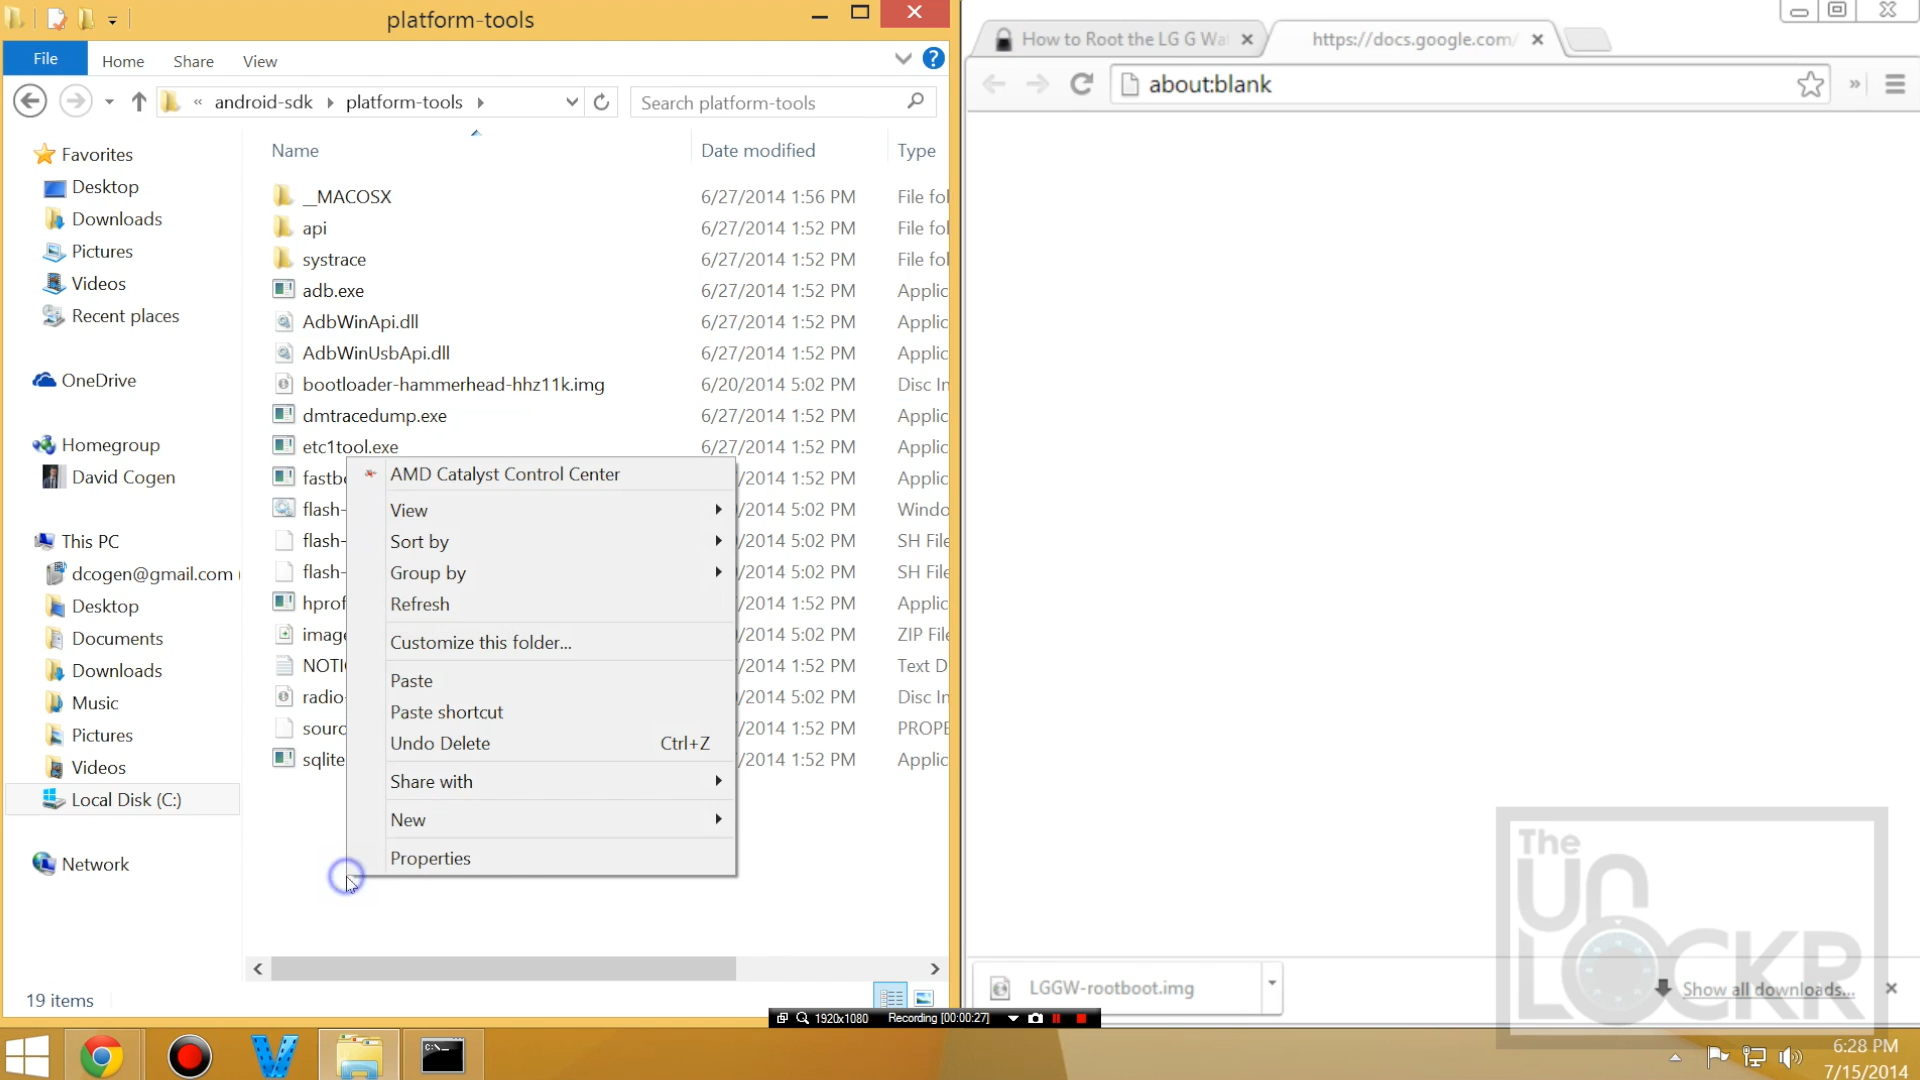 platform-tools
File Home Share View
« android-sdk platform-tools
Search platform-tools
Name Date modified Type
__MACOSX 6/27/2014 1:56 PM File fol
api 6/27/2014 1:52 PM File fol
systrace 6/27/2014 1:52 PM File fol
adb.exe 6/27/2014 1:52 PM Applic
AdbWinApi.dll 6/27/2014 1:52 PM Applic
AdbWinUsbApi.dll 6/27/2014 1:52 PM Applic
bootloader-hammerhead-hhz11k.img 6/20/2014 5:02 PM Disc In
dmtracedump.exe 6/27/2014 1:52 PM Applic
etc1tool.exe 6/27/2014 1:52 PM Applic
fastbo /2014 1:52 PM Applic
flash- /2014 5:02 PM Windo
flash- /2014 5:02 PM SH File
flash- /2014 5:02 PM SH File
hprof /2014 1:52 PM Applic
image /2014 5:02 PM ZIP File
NOTI /2014 1:52 PM Text D
radio- /2014 5:02 PM Disc In
sourc /2014 1:52 PM PROPE
sqlite /2014 1:52 PM Applic
Favorites
Desktop
Downloads
Pictures
Videos
Recent places
OneDrive
Homegroup
David Cogen
This PC
dcogen@gmail.com (
Desktop
Documents
Downloads
Music
Pictures
Videos
Local Disk (C:)
Network
AMD Catalyst Control Center
View
Sort by
Group by
Refresh
Customize this folder...
Paste
Paste shortcut
Undo Delete Ctrl+Z
Share with
New
Properties
19 items
How to Root the LG G Wa
https://docs.google.com/
about:blank
»
LGGW-rootboot.img
Show all downloads...
The
UNLOCKR
1920x1080 Recording [00:00:27]
C:\_
6:28 PM
7/15/2014